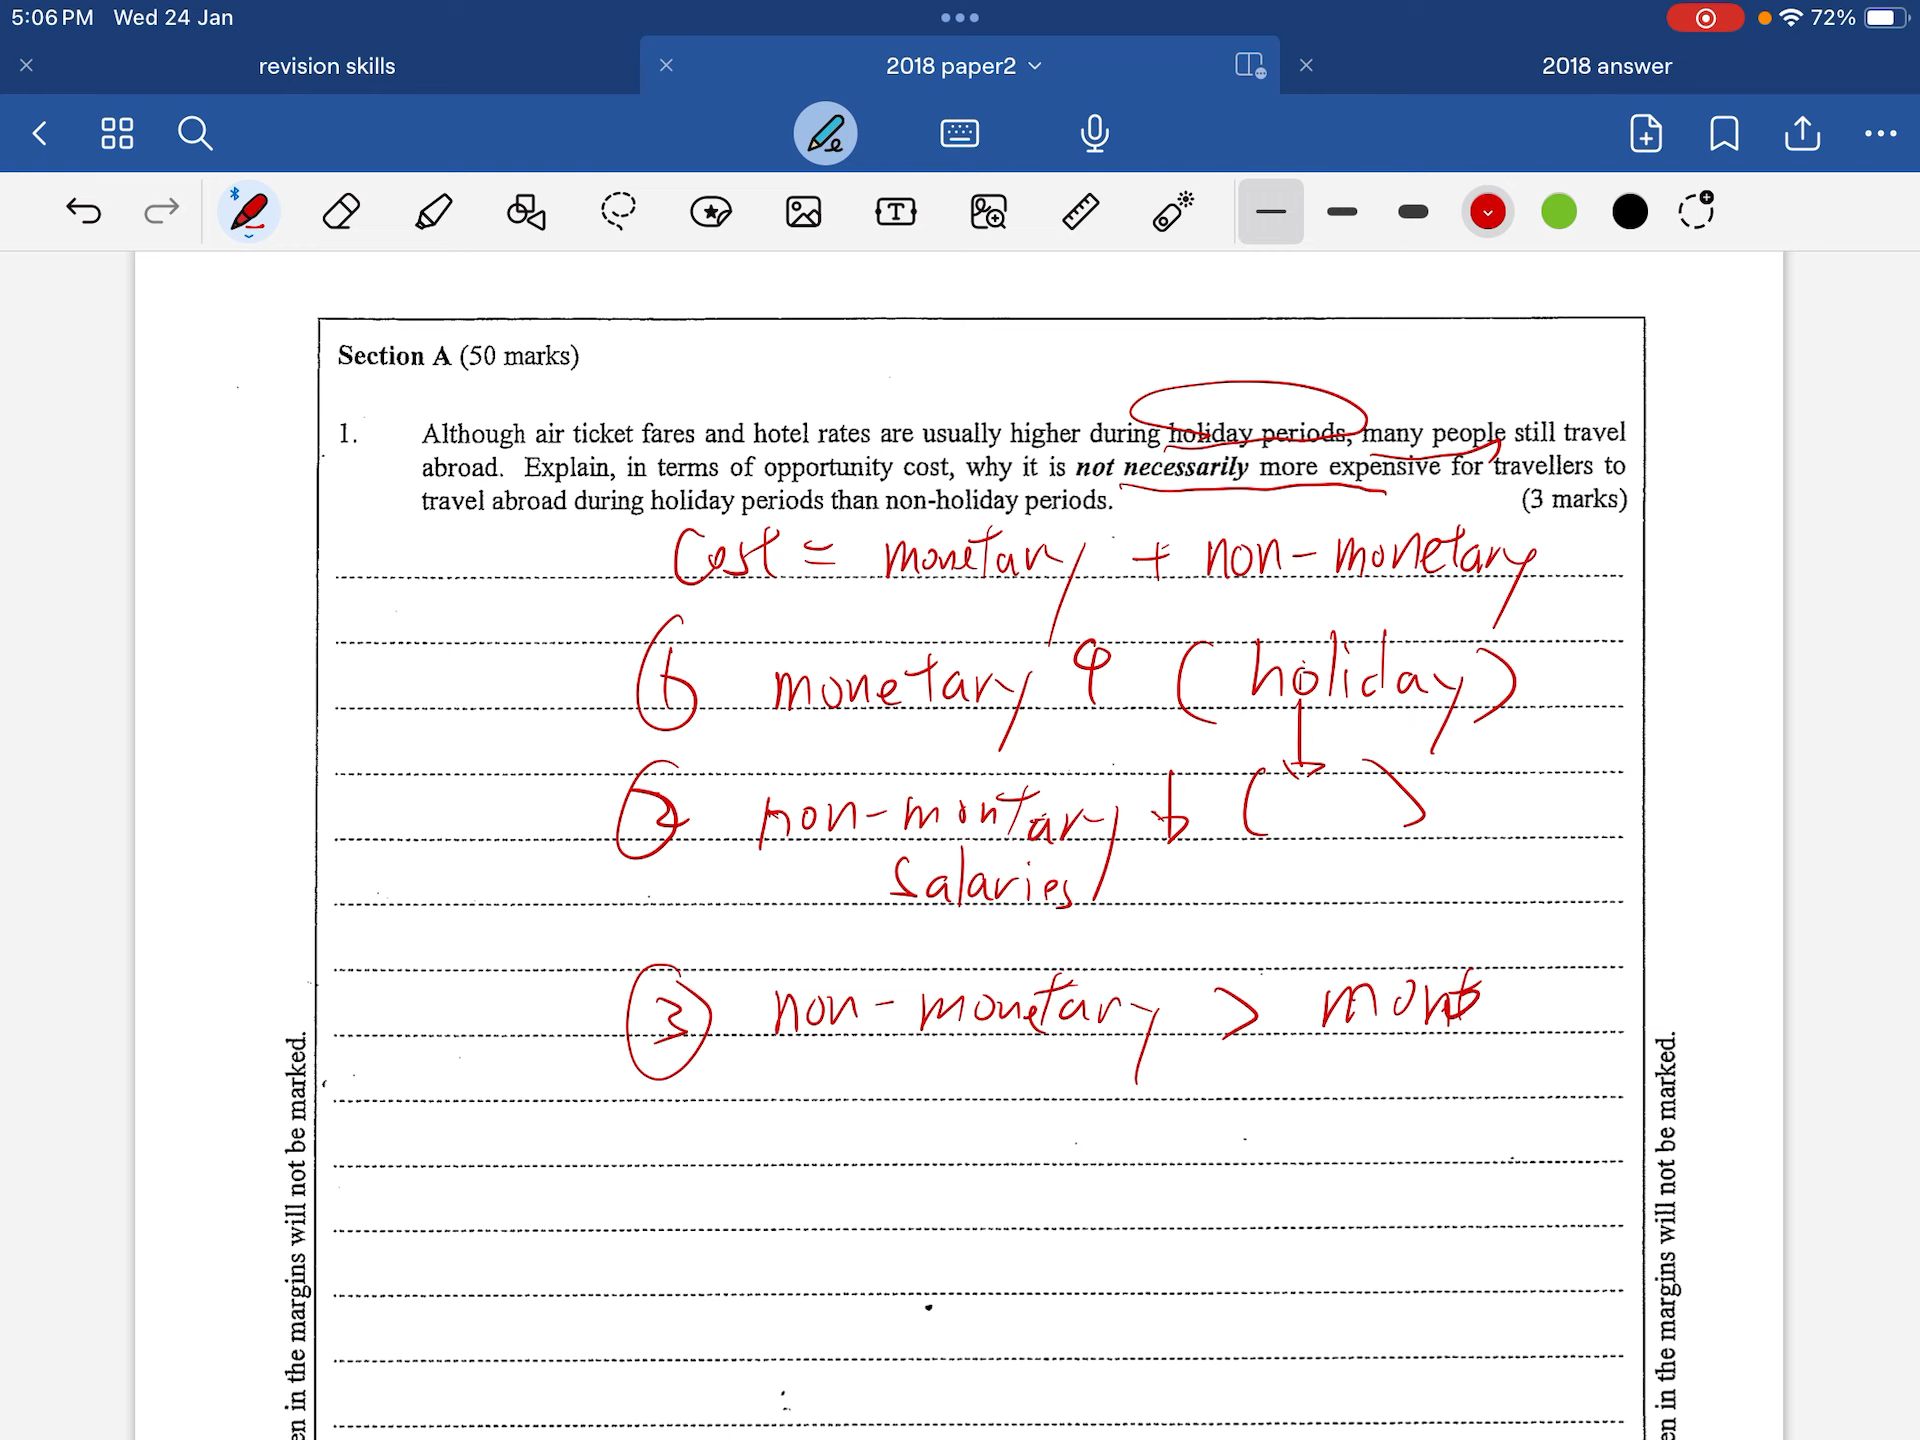 5:06 PM Wed 24 Jan 72%
revision skills 2018 paper2 2018 answer
Section A (50 marks)
1. Although air ticket fares and hotel rates are usually higher during holiday periods, many people still travel
abroad. Explain, in terms of opportunity cost, why it is not necessarily more expensive for travellers to
travel abroad during holiday periods than non-holiday periods. (3 marks)
Cost = monetary + non-monetary
① monetary ↑ (holiday)
② non-montary ↓ ( )
Salaries
③ non-monetary > mont
en in the margins will not be marked.
en in the margins will not be marked.